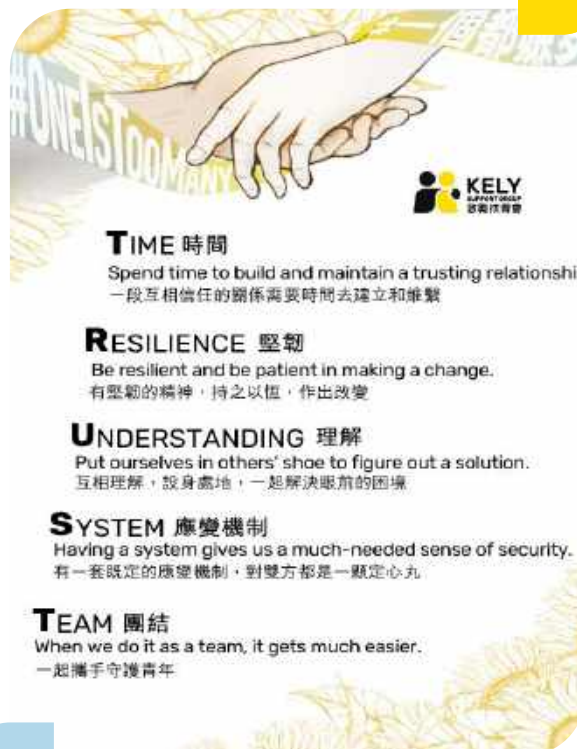 #ONEISTOOMANY
KELY
SUPPORT GROUP
啟勵扶青會
TIME 時間
Spend time to build and maintain a trusting relationshi
一段互相信任的關係需要時間去建立和維繫
RESILIENCE 堅韌
Be resilient and be patient in making a change.
有堅韌的精神，持之以恆，作出改變
UNDERSTANDING 理解
Put ourselves in others' shoe to figure out a solution.
互相理解，設身處地，一起解決眼前的困境
SYSTEM 應變機制
Having a system gives us a much-needed sense of security.
有一套既定的應變機制，對雙方都是一顆定心丸
TEAM 團結
When we do it as a team, it gets much easier.
一起攜手守護青年